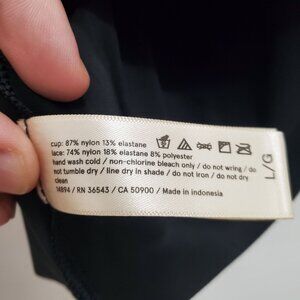 cup: 87% nylon 13% elastane
lace: 74% nylon 18% elastane 8% polyester
hand wash cold / non-chlorine bleach only / do not wring / do
not tumble dry / line dry in shade / do not iron / do not dry
clean
14894 / RN 36543 / CA 50900 / Made in indonesia
L/G